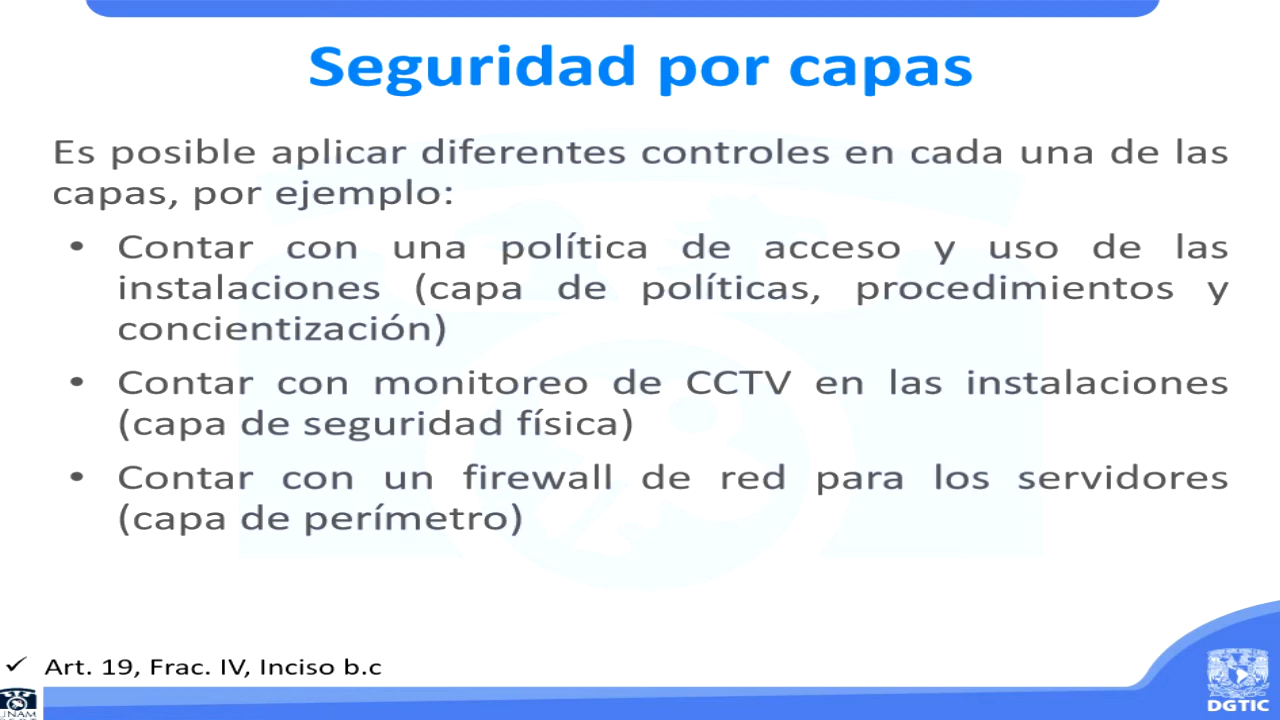 Seguridad por capas
Es posible aplicar diferentes controles en cada una de las
capas, por ejemplo:
• Contar con una política de acceso y uso de las
instalaciones (capa de políticas, procedimientos y
concientización)
• Contar con monitoreo de CCTV en las instalaciones
(capa de seguridad física)
• Contar con un firewall de red para los servidores
(capa de perímetro)
✓ Art. 19, Frac. IV, Inciso b.c
UNAM
DGTIC